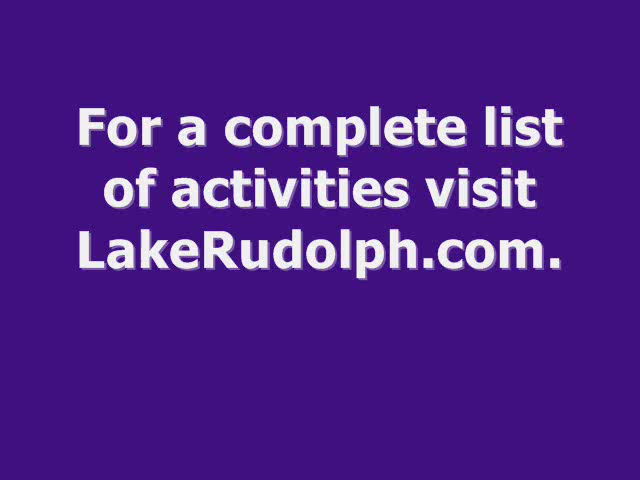 For a complete list
of activities visit
LakeRudolph.com.